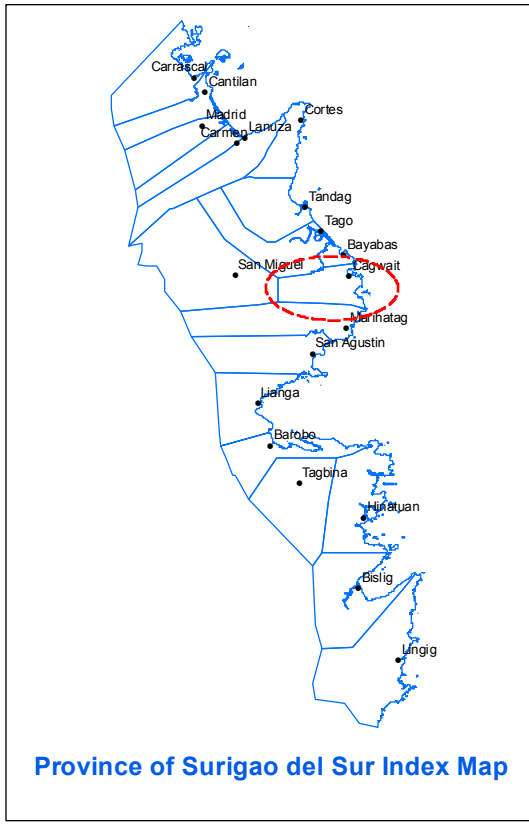 Carrascal
Cantilan
Cortes
Madrid
Lanuza
Carmen
Tandag
Tago
Bayabas
San Miguel
Cagwait
Marihatag
San Agustin
Lianga
Barobo
Tagbina
Hinatuan
Bislig
Lingig
Province of Surigao del Sur Index Map